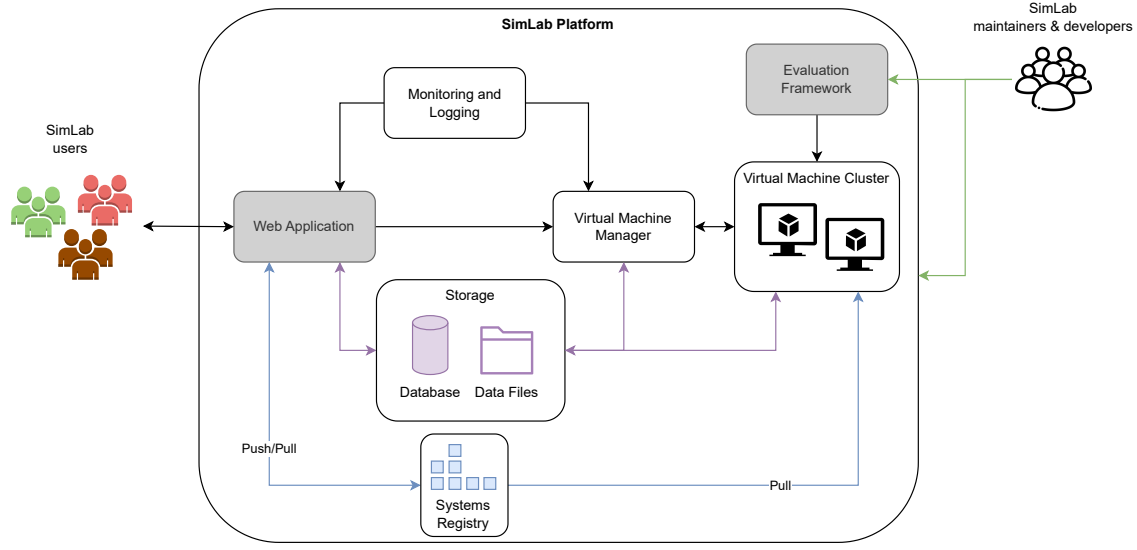 SimLab Platform
SimLab
maintainers & developers
Evaluation
Framework
Monitoring and
Logging
SimLab
users
Virtual Machine Cluster
Web Application
Virtual Machine
Manager
Storage
Database
Data Files
Push/Pull
Pull
Systems
Registry